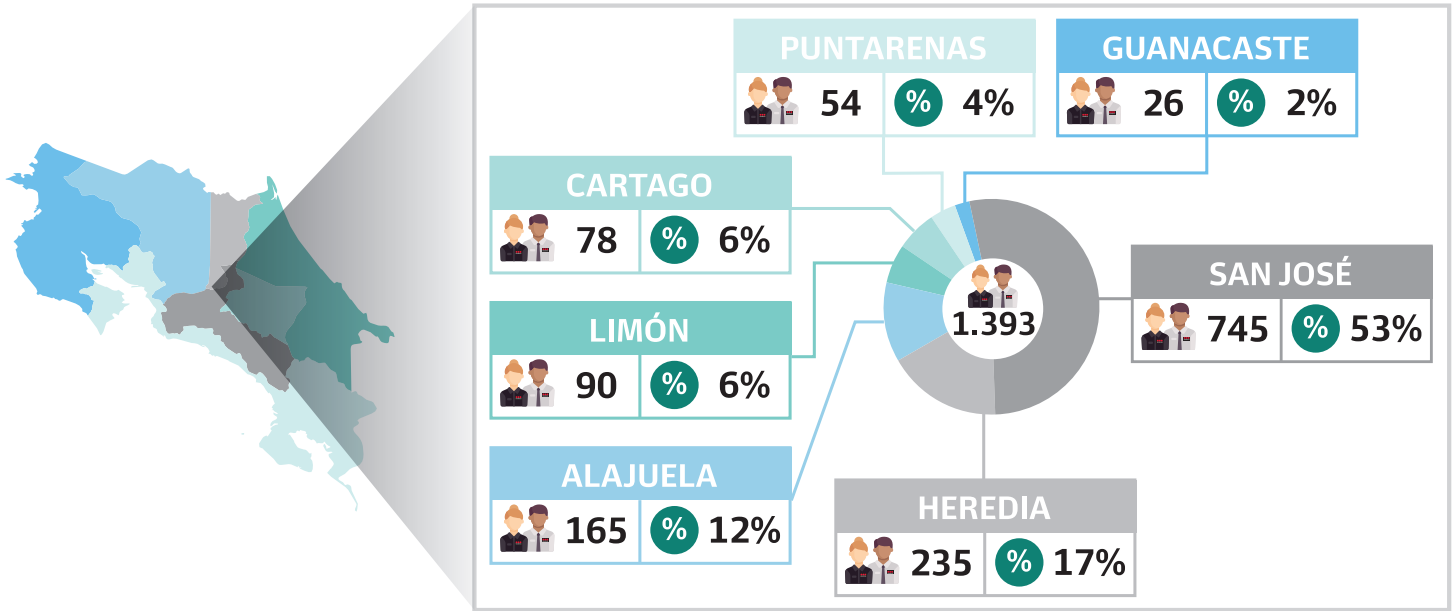 PUNTARENAS
54 % 4%
GUANACASTE
26 % 2%
CARTAGO
78 % 6%
LIMÓN
90 % 6%
ALAJUELA
165 % 12%
1.393
SAN JOSÉ
745 % 53%
HEREDIA
235 % 17%